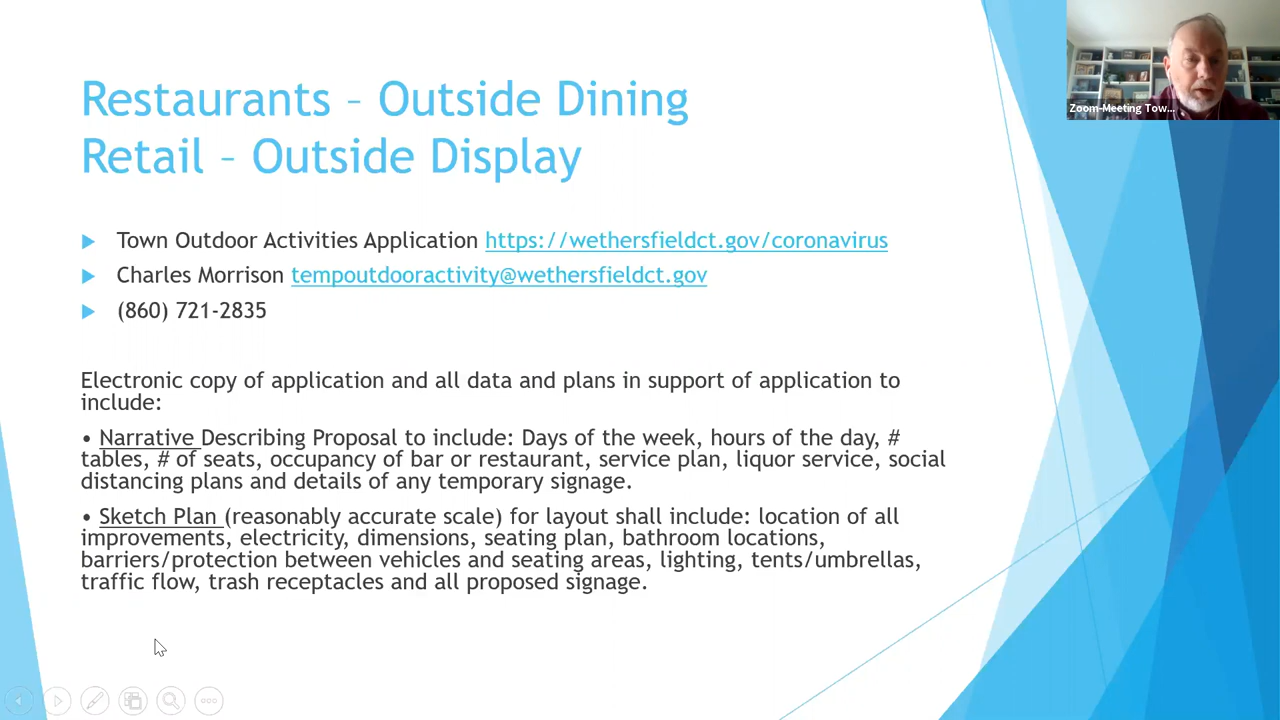 Restaurants – Outside Dining
Retail – Outside Display
Zoom-Meeting Tow...
Town Outdoor Activities Application https://wethersfieldct.gov/coronavirus
Charles Morrison tempoutdooractivity@wethersfieldct.gov
(860) 721-2835
Electronic copy of application and all data and plans in support of application to
include:
• Narrative Describing Proposal to include: Days of the week, hours of the day, #
tables, # of seats, occupancy of bar or restaurant, service plan, liquor service, social
distancing plans and details of any temporary signage.
• Sketch Plan (reasonably accurate scale) for layout shall include: location of all
improvements, electricity, dimensions, seating plan, bathroom locations,
barriers/protection between vehicles and seating areas, lighting, tents/umbrellas,
traffic flow, trash receptacles and all proposed signage.